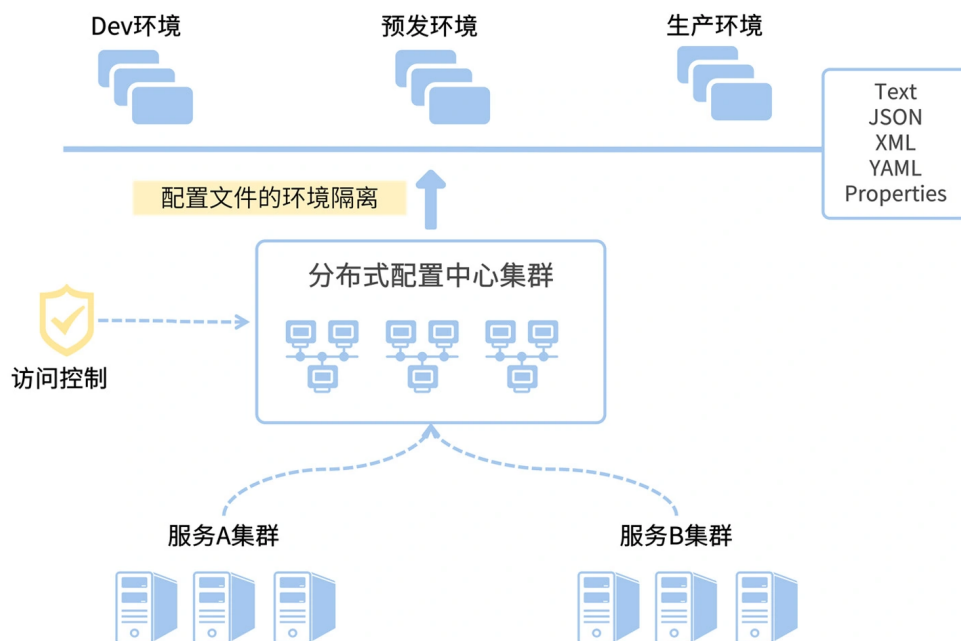 Dev环境
预发环境
生产环境
Text
JSON
XML
YAML
Properties
配置文件的环境隔离
分布式配置中心集群
访问控制
服务A集群
服务B集群